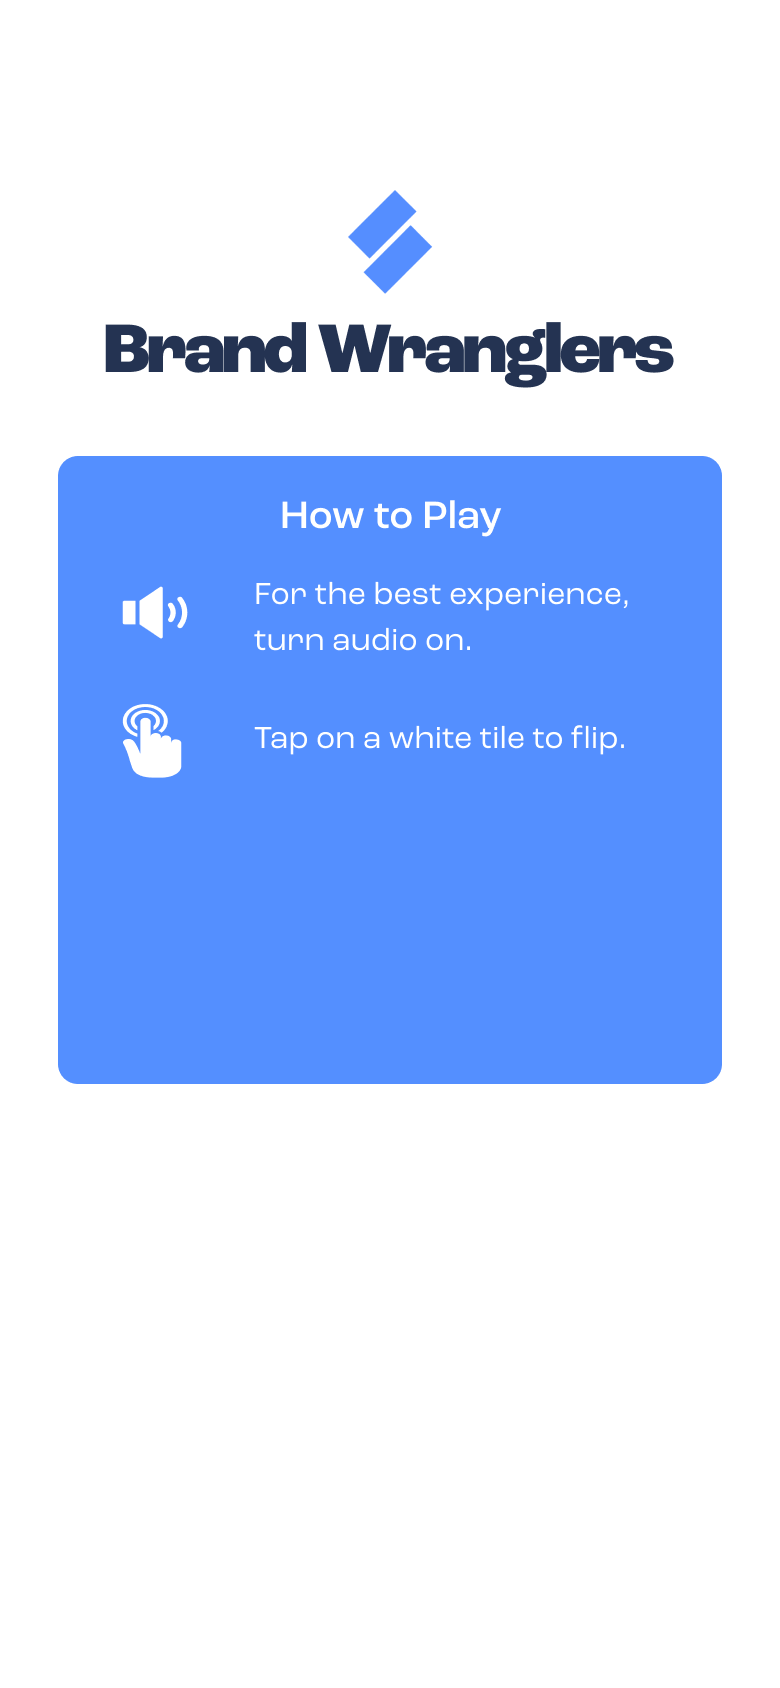 Brand Wranglers
How to Play
For the best experience,
turn audio on.
Tap on a white tile to flip.